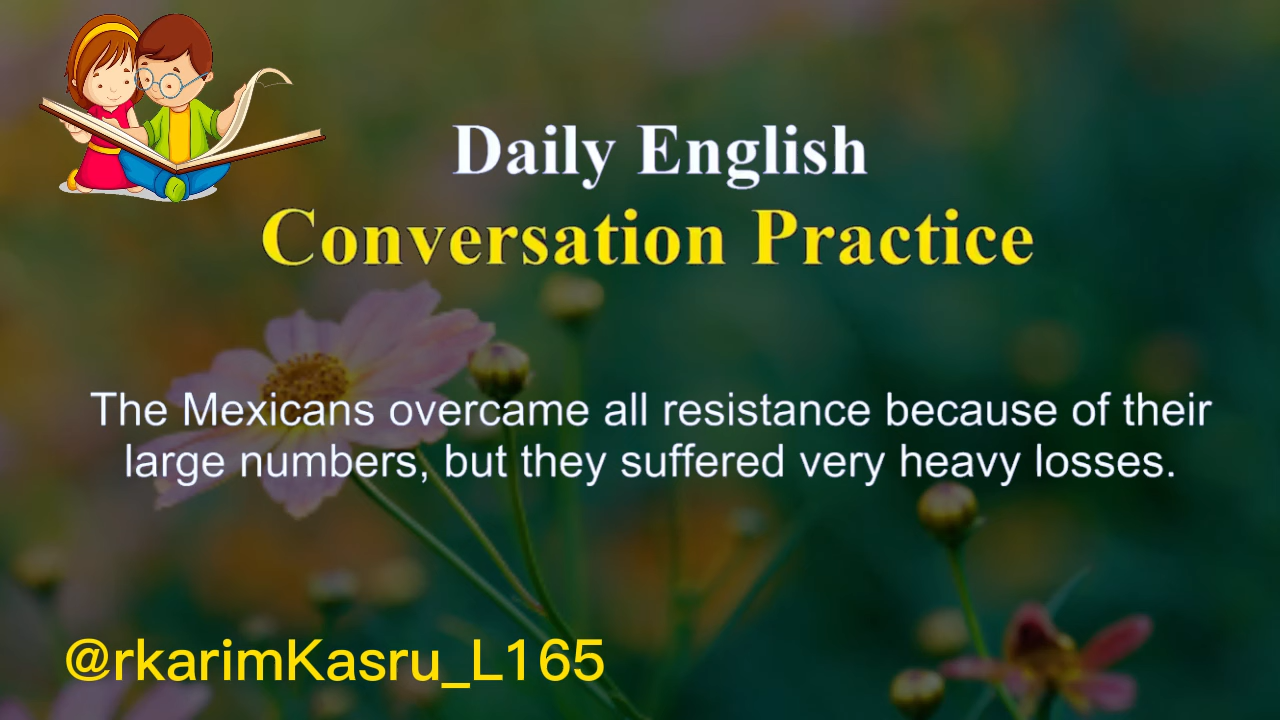 Daily English
Conversation Practice
The Mexicans overcame all resistance because of their
large numbers, but they suffered very heavy losses.
@rkarimKasru_L165